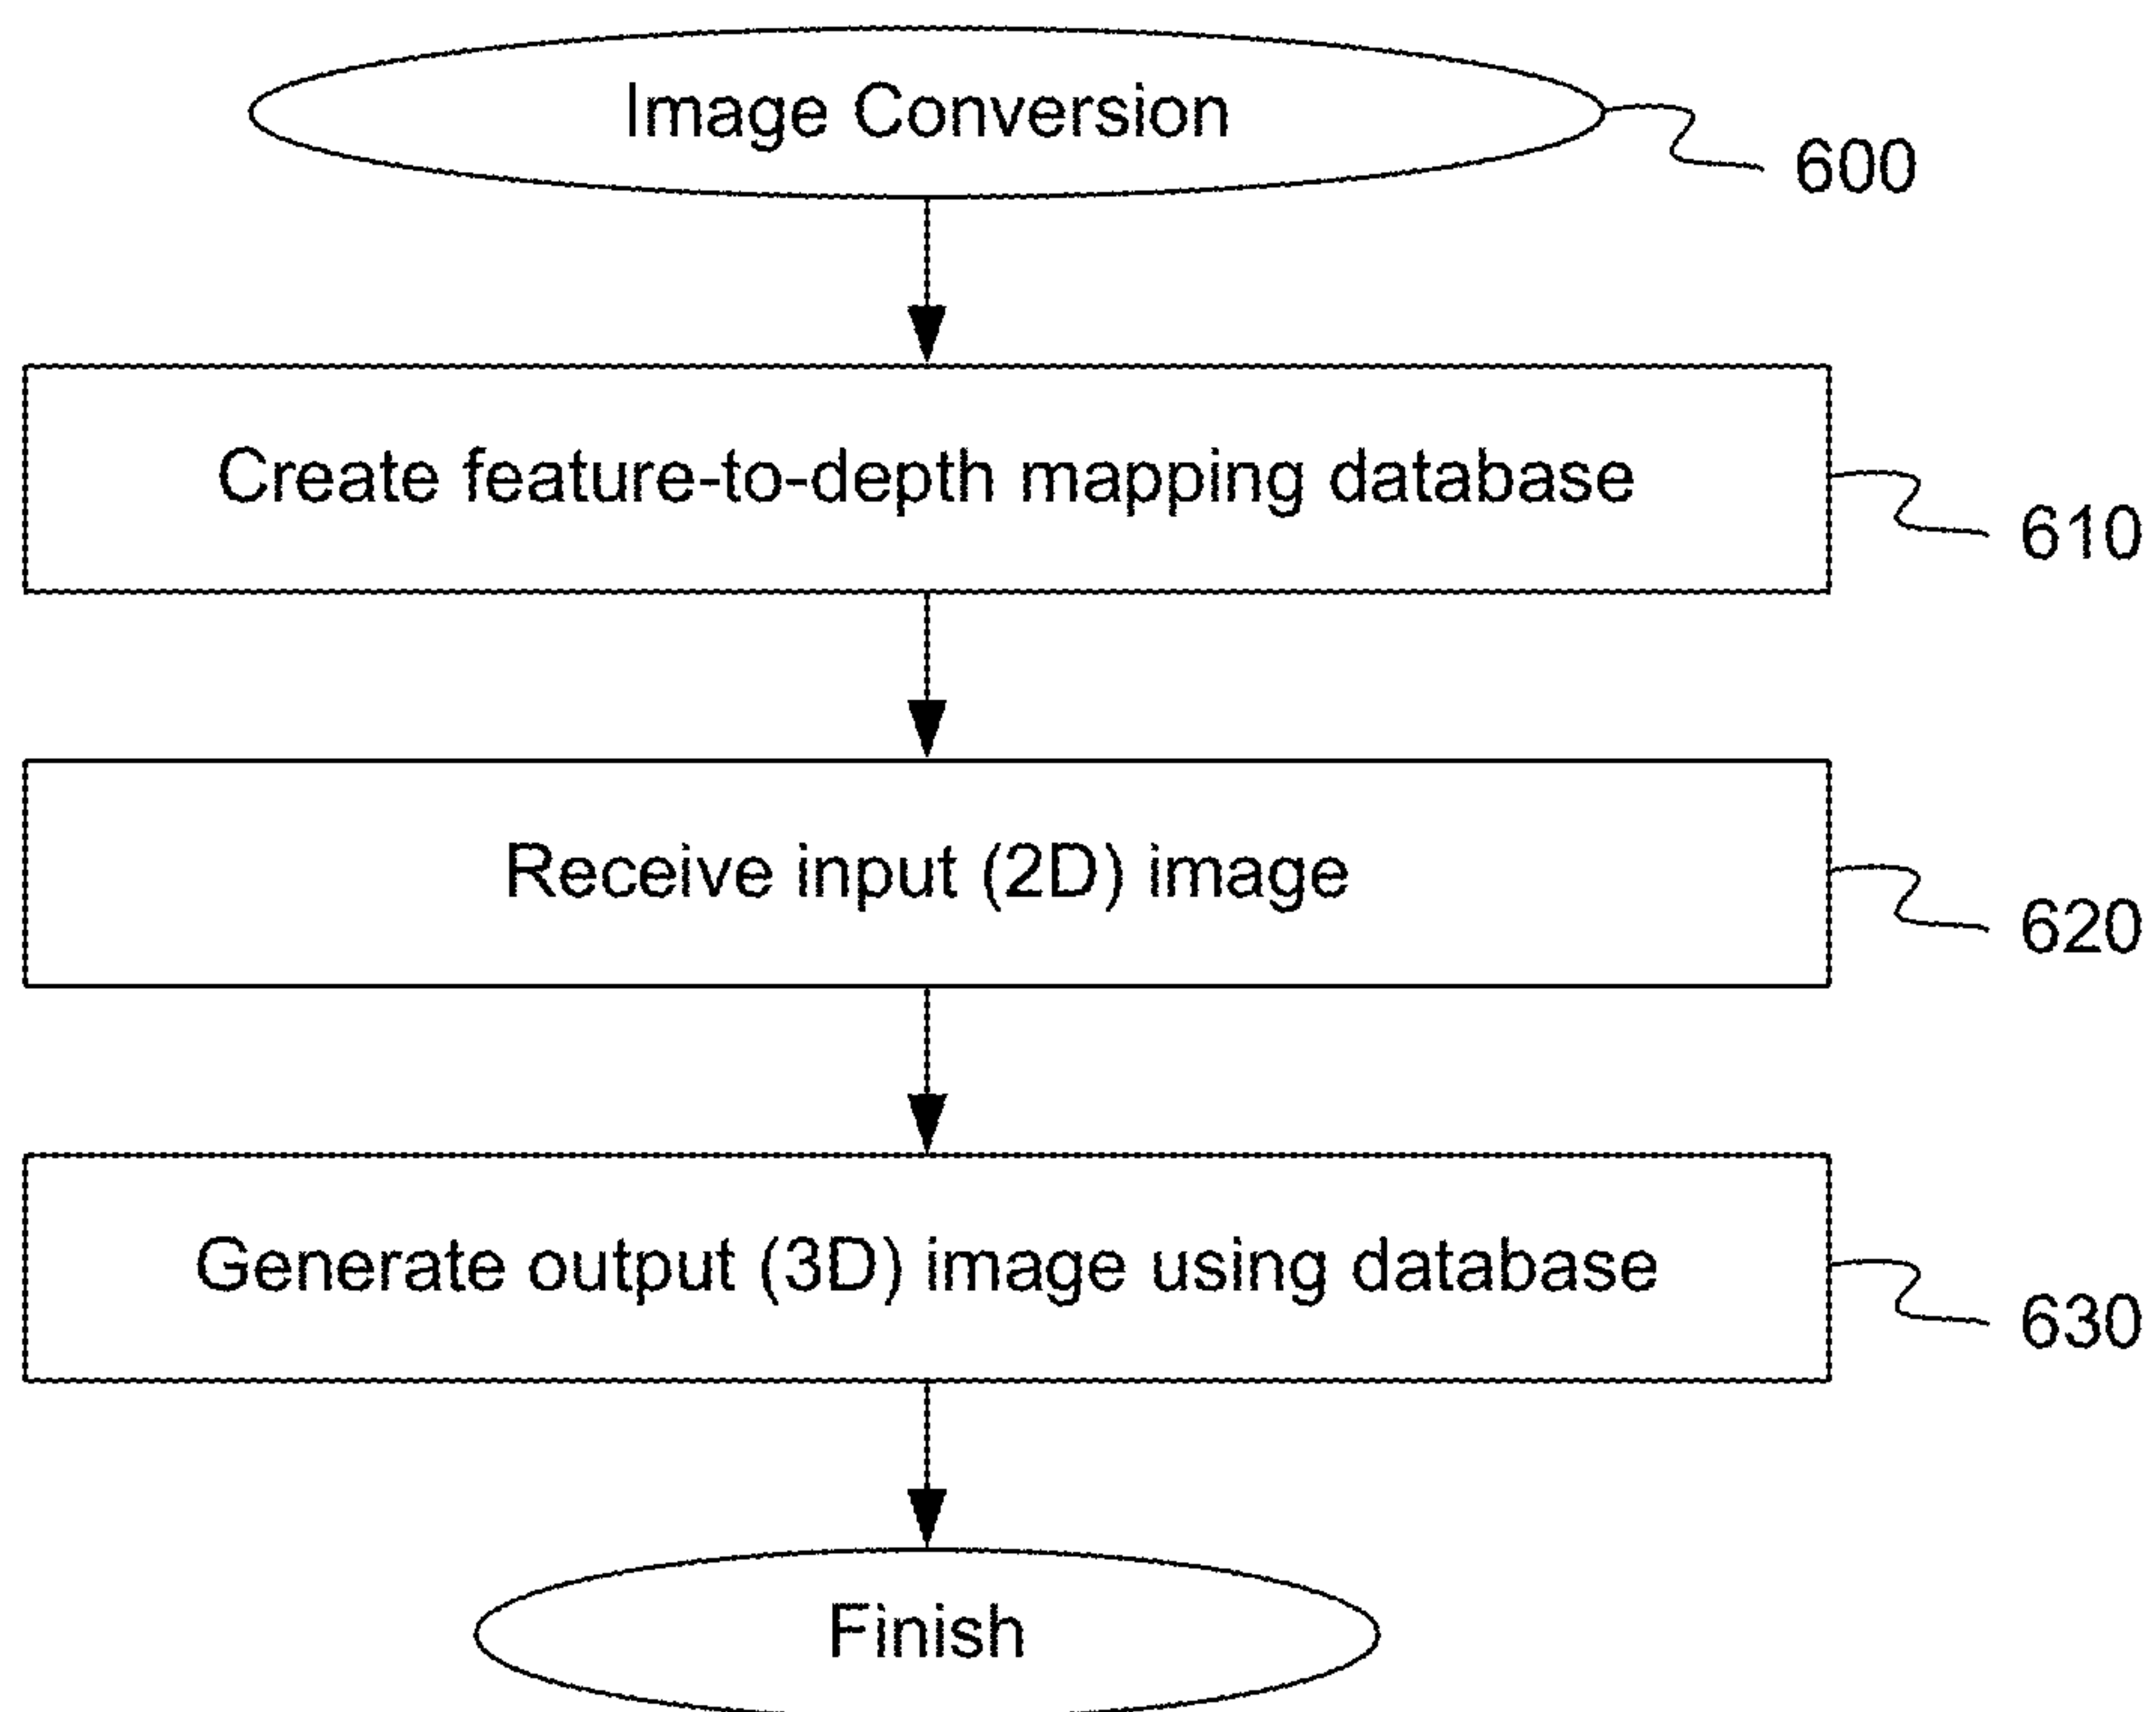 Image Conversion
600
Create feature-to-depth mapping database
610
Receive input (2D) image
620
Generate output (3D) image using database
630
Finish